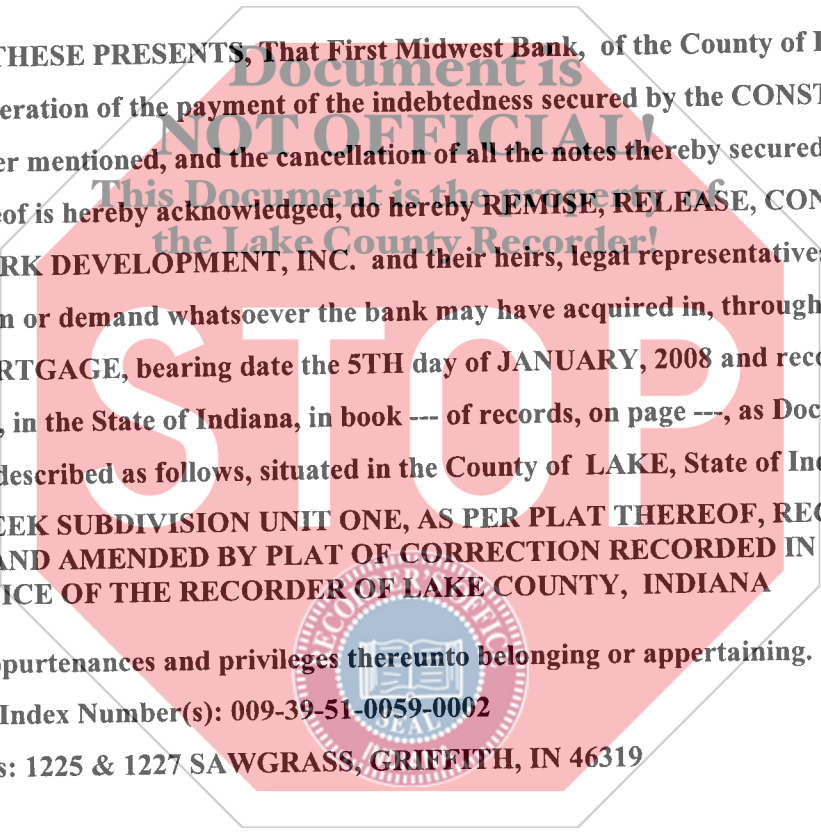 THESE PRESENTS, That First Midwest Bank, of the County of
eration of the payment of the indebtedness secured by the CONST
er mentioned, and the cancellation of all the notes thereby secured
eof is hereby acknowledged, do hereby REMISE, RELEASE, CON
RK DEVELOPMENT, INC. and their heirs, legal representatives
m or demand whatsoever the bank may have acquired in, through
RTGAGE, bearing date the 5TH day of JANUARY, 2008 and reco
, in the State of Indiana, in book --- of records, on page ---, as Doc
described as follows, situated in the County of LAKE, State of Ind
EEK SUBDIVISION UNIT ONE, AS PER PLAT THEREOF, REC
AND AMENDED BY PLAT OF CORRECTION RECORDED IN
ICE OF THE RECORDER OF LAKE COUNTY, INDIANA
ppurtenances and privileges thereunto belonging or appertaining.
Index Number(s): 009-39-51-0059-0002
s: 1225 & 1227 SAWGRASS, GRIFFITH, IN 46319
Document is
NOT OFFICIAL!
This Document is the property of
the Lake County Recorder!
STOP
RECORDER'S OFFICE
SEAL
INDIANA